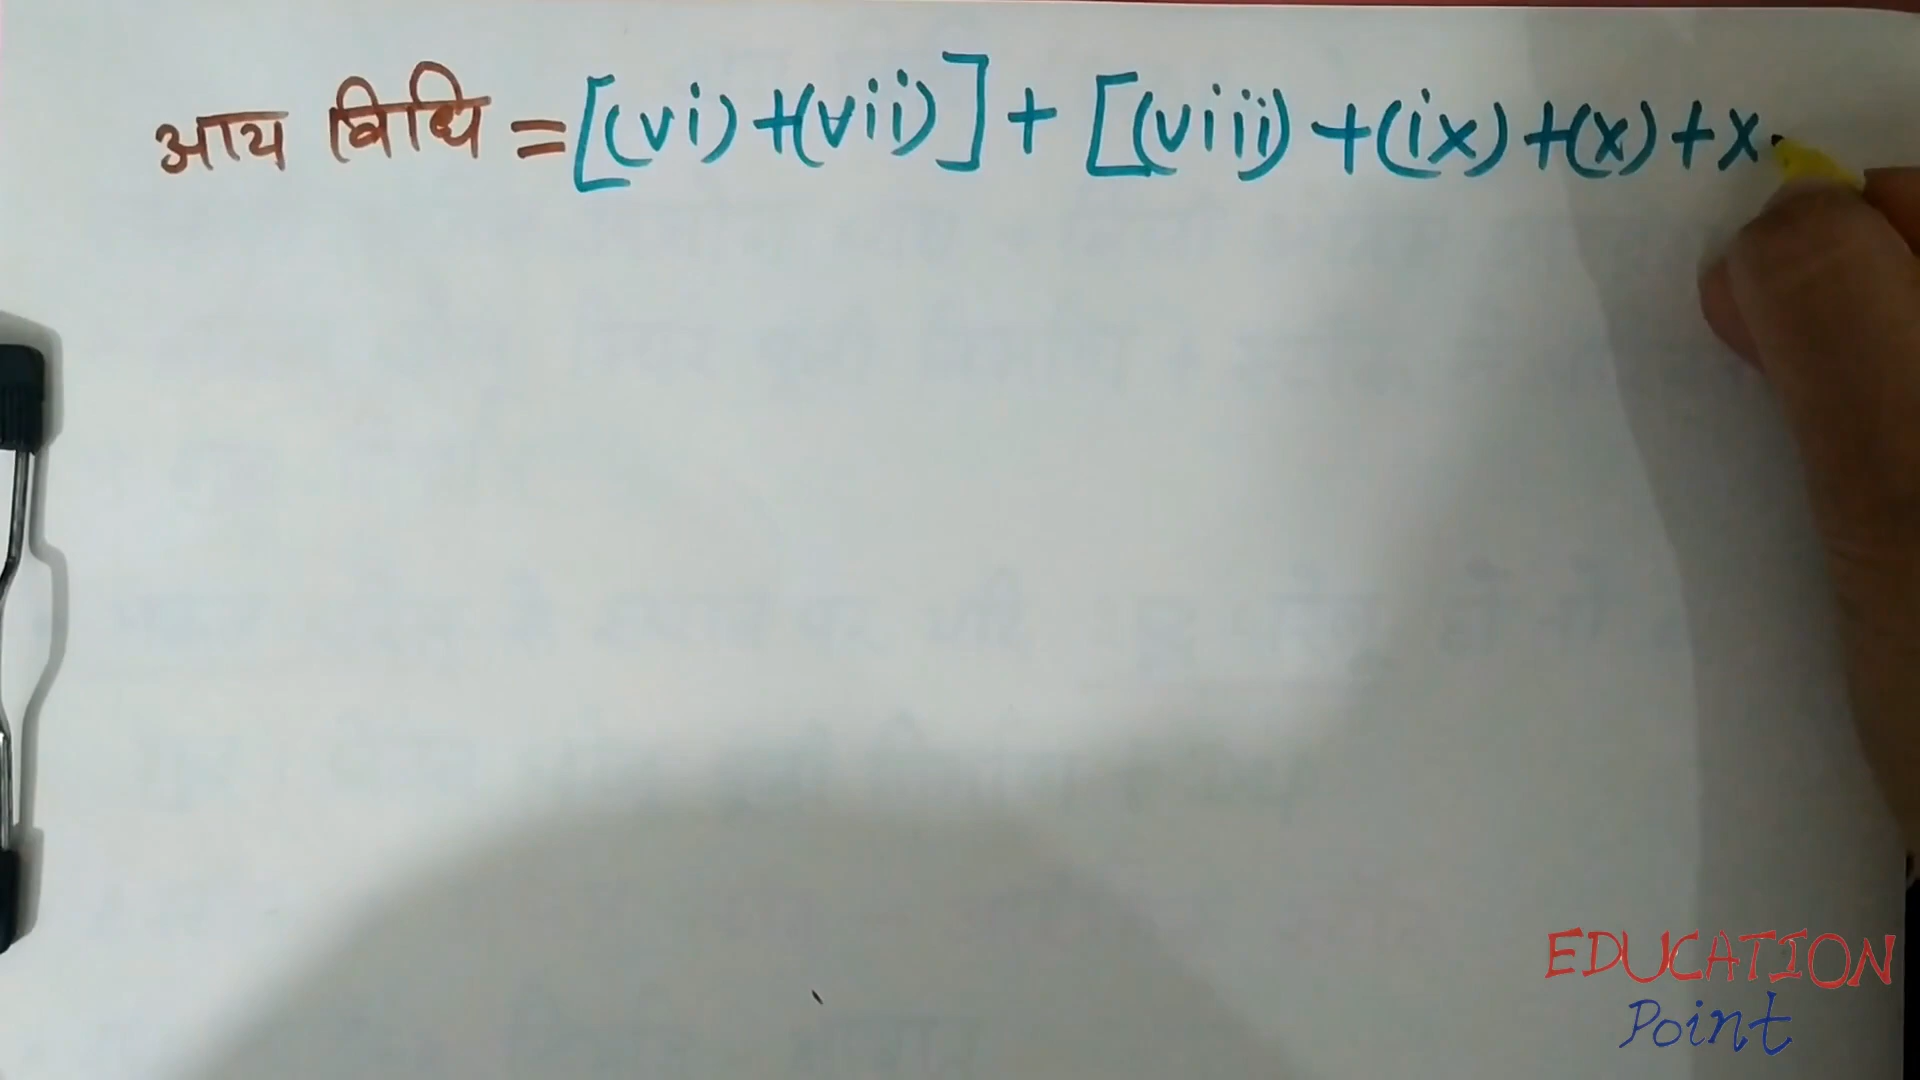 आय विधि = [(vi) + (vii)] + [(viii) + (ix) + (x) + x
EDUCATION
Point